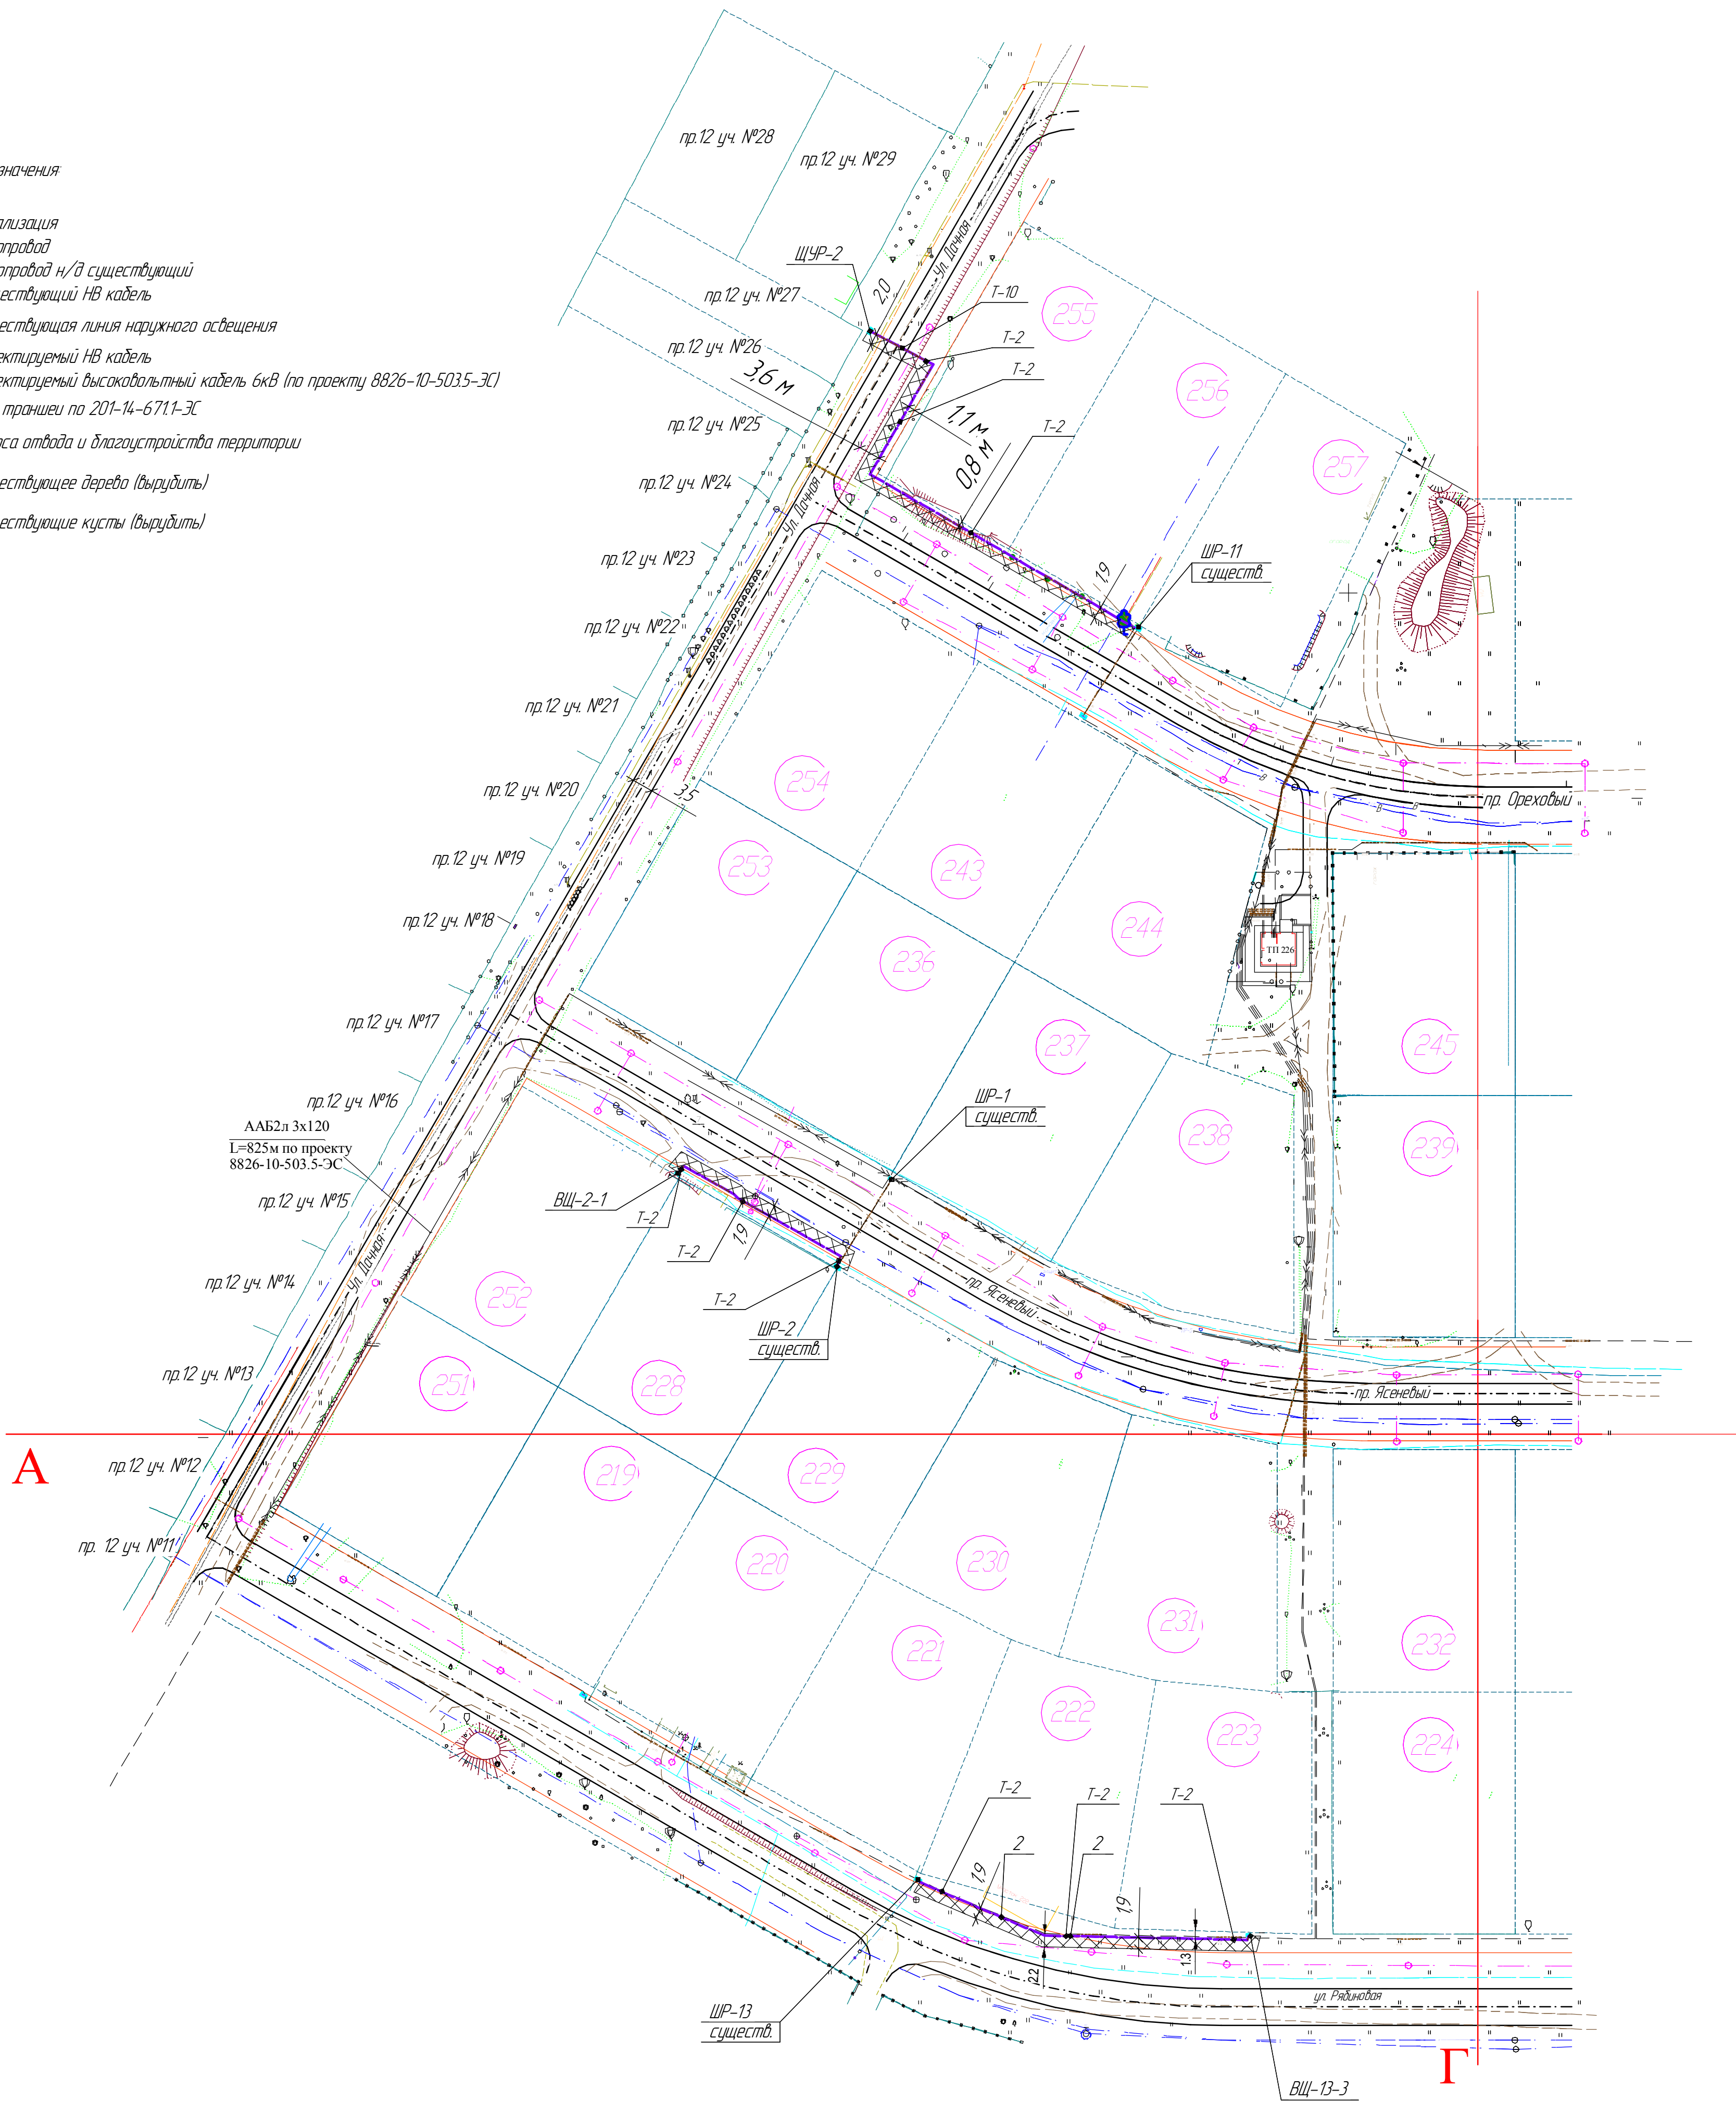 значения:
лизация
опровод
опровод н/д существующий
ествующий НВ кабель
ествующая линия наружного освещения
ектируемый НВ кабель
ектируемый высоковольтный кабель 6кВ (по проекту 8826-10-503.5-ЭС)
траншеи по 201-14-671.1-ЭС
оса отвода и благоустройства территории
ествующее дерево (вырубить)
ествующие кусты (вырубить)
пр.12 уч. №28
пр.12 уч. №29
ЩУР-2
Ул. Дачная
2,0
Т-10
255
пр.12 уч. №27
Т-2
пр.12 уч. №26
3,6 м
Т-2
256
1,1 м
0,8 м
Т-2
пр.12 уч. №25
257
пр.12 уч. №24
Ул. Дачная
пр.12 уч. №23
1,9
ШР-11
существ.
пр.12 уч. №22
пр.12 уч. №21
254
3,5
пр.12 уч. №20
пр. Ореховый
пр.12 уч. №19
253
243
пр.12 уч. №18
244
ТП 226
236
пр.12 уч. №17
237
245
пр.12 уч. №16
ШР-1
существ.
ААБ2л 3х120
L=825м по проекту
8826-10-503.5-ЭС
238
239
пр.12 уч. №15
ВЩ-2-1
Т-2
Т-2
1,9
Ул. Дачная
пр.12 уч. №14
252
Т-2
пр. Ясеневый
ШР-2
существ.
пр.12 уч. №13
251
228
пр. Ясеневый
А
пр.12 уч. №12
219
229
пр. 12 уч. №11
220
230
231
221
232
222
223
224
Т-2
Т-2
Т-2
2
2
1,9
1,9
2.2
1.3
ул. Рябиновая
ШР-13
существ.
Г
ВЩ-13-3